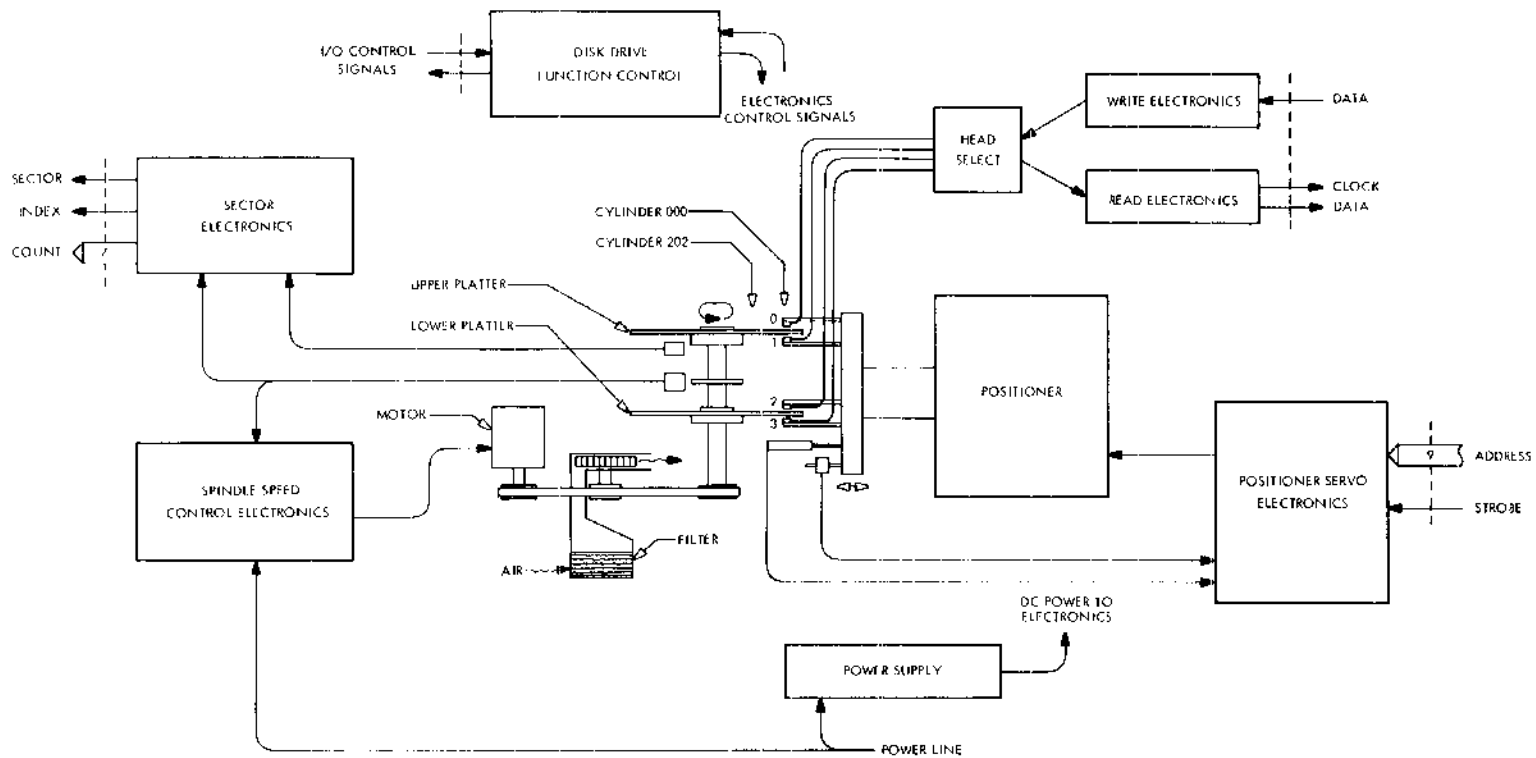 I/O CONTROL
SIGNALS
DISK DRIVE
FUNCTION CONTROL
ELECTRONICS
CONTROL SIGNALS
WRITE ELECTRONICS
DATA
HEAD
SELECT
READ ELECTRONICS
CLOCK
DATA
SECTOR
INDEX
COUNT
SECTOR
ELECTRONICS
CYLINDER 000
CYLINDER 202
UPPER PLATTER
LOWER PLATTER
0
1
2
3
MOTOR
POSITIONER
SPINDLE SPEED
CONTROL ELECTRONICS
POSITIONER SERVO
ELECTRONICS
9
ADDRESS
STROBE
FILTER
AIR
DC POWER TO
ELECTRONICS
POWER SUPPLY
POWER LINE